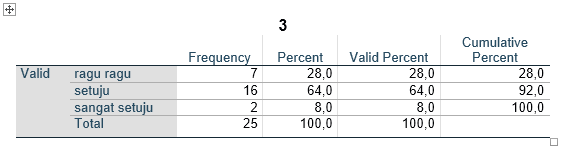 3
Frequency Percent Valid Percent Cumulative Percent
Valid ragu ragu 7 28,0 28,0 28,0
setuju 16 64,0 64,0 92,0
sangat setuju 2 8,0 8,0 100,0
Total 25 100,0 100,0